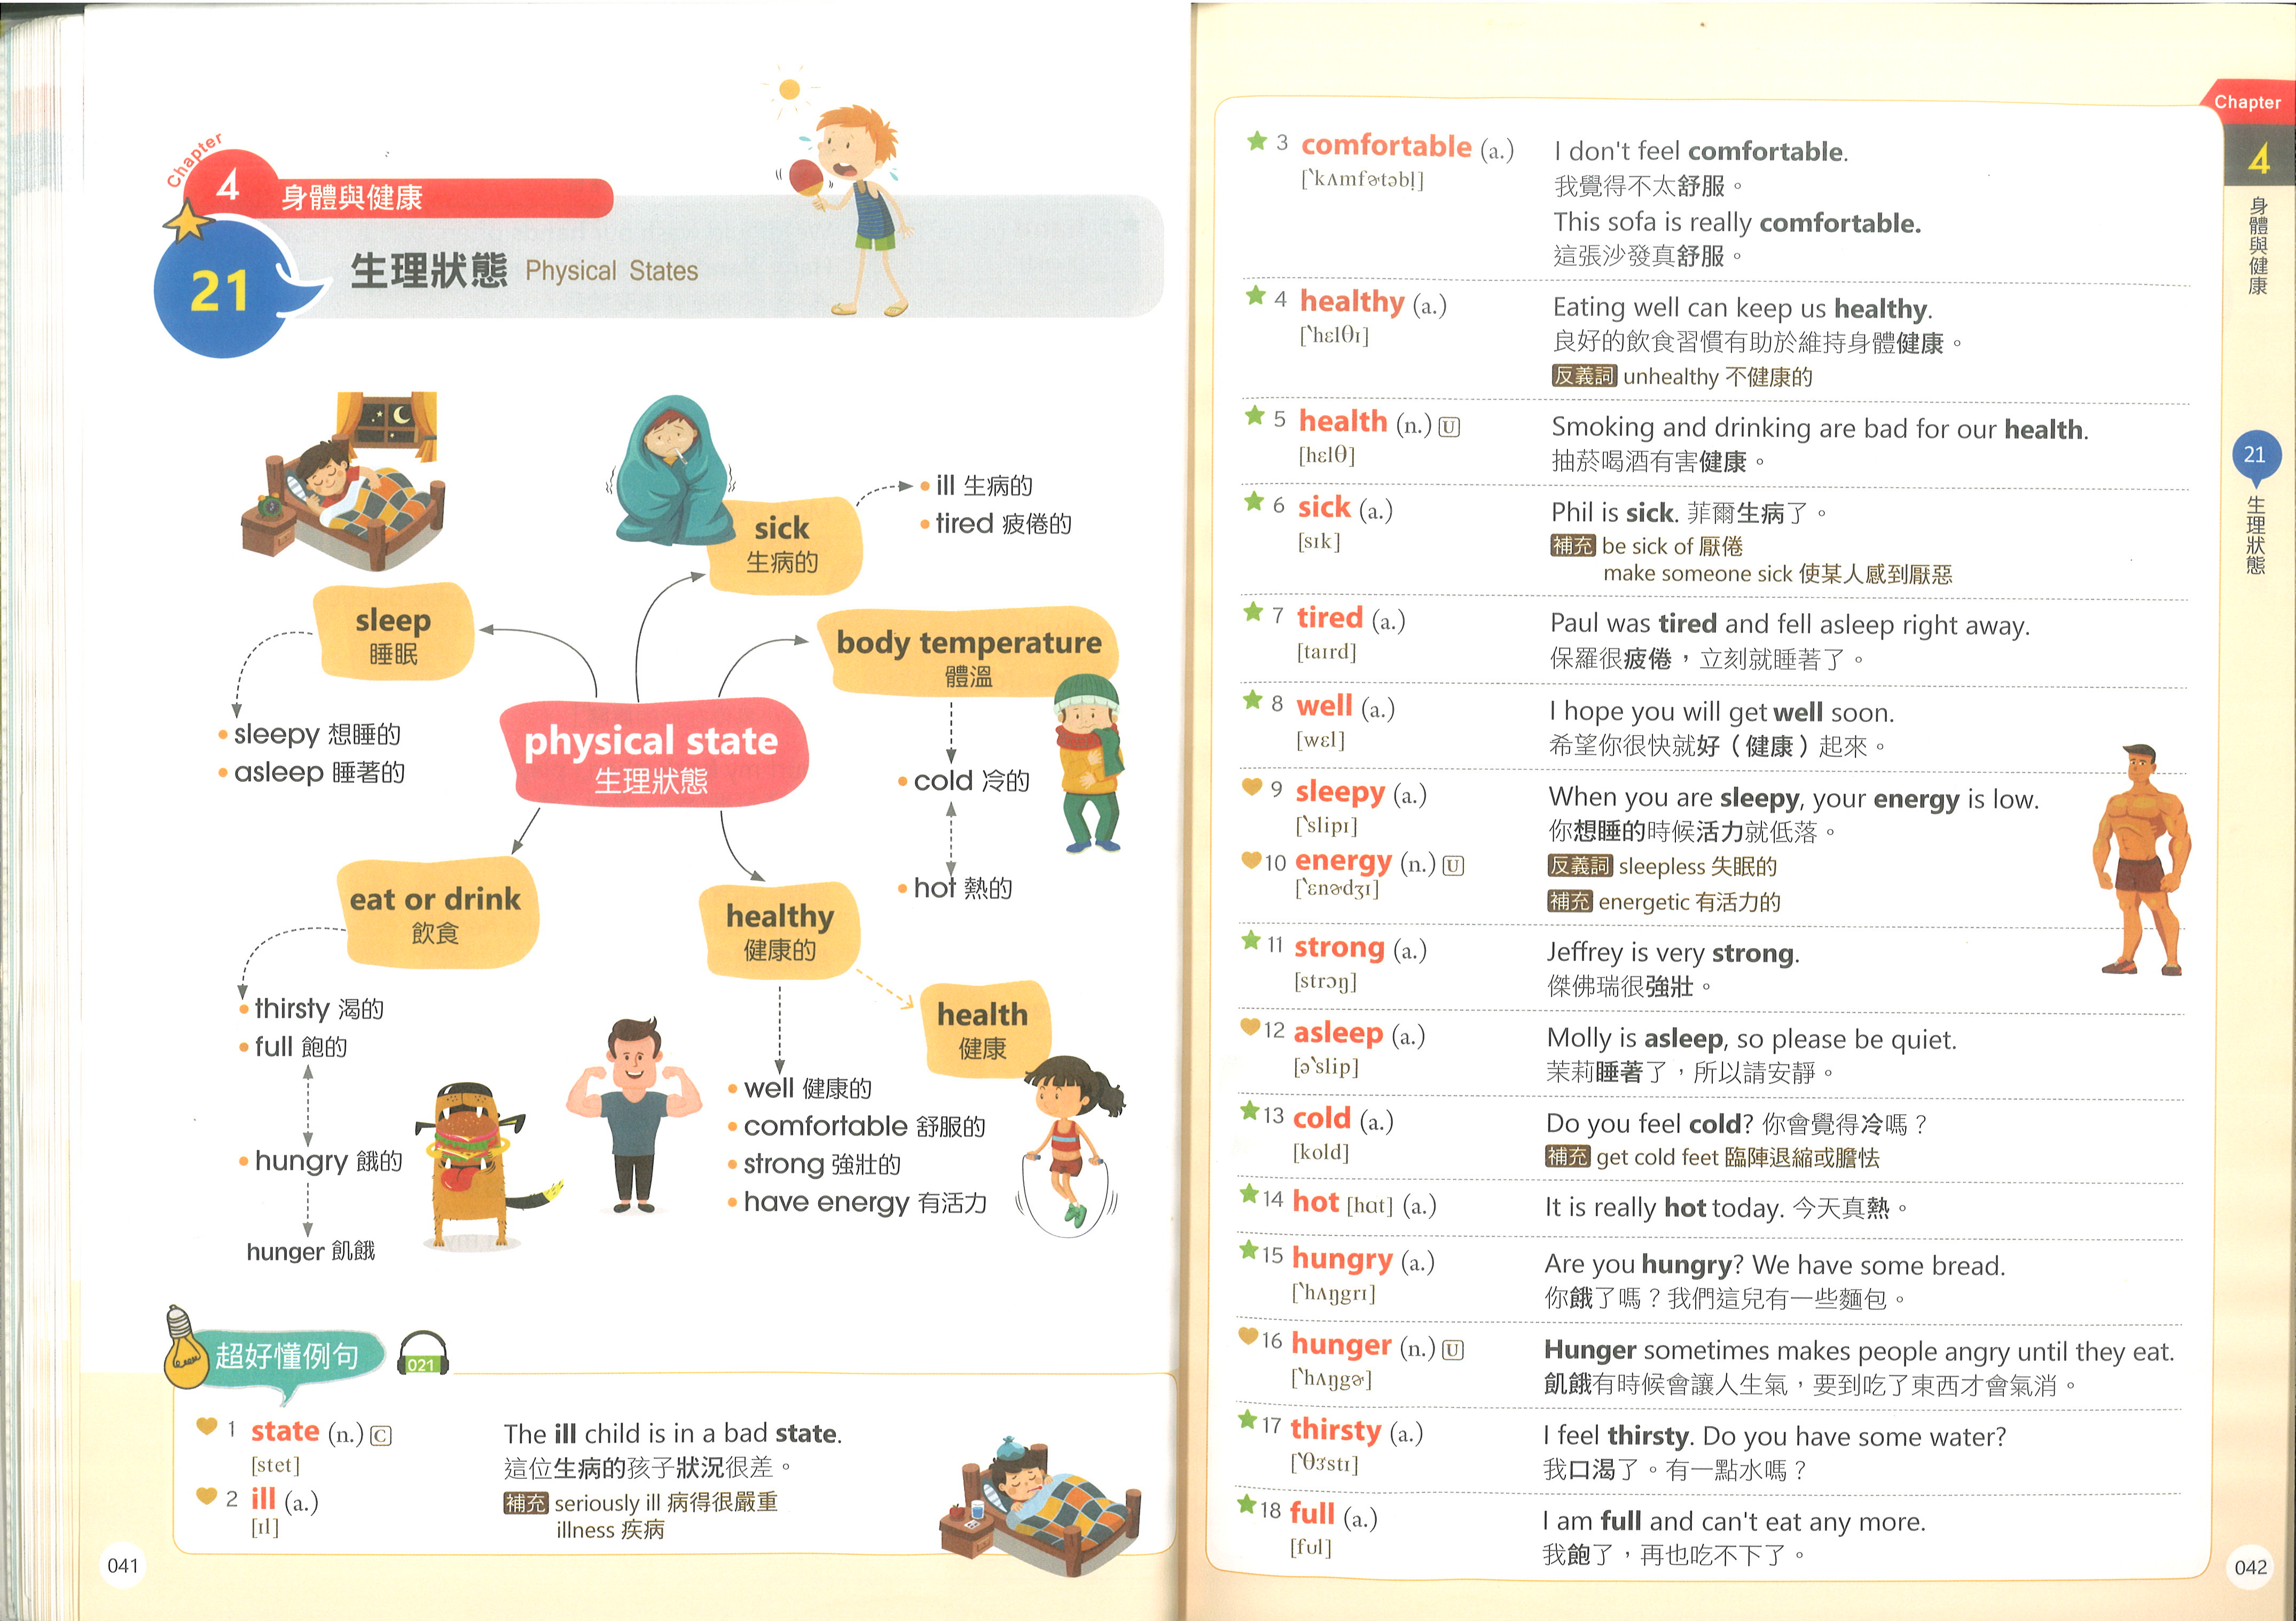 Chapter
4 身體與健康
21 生理狀態 Physical States
sick
生病的
ill 生病的
tired 疲倦的
sleep
睡眠
sleepy 想睡的
asleep 睡著的
body temperature
體溫
cold 冷的
hot 熱的
physical state
生理狀態
eat or drink
飲食
thirsty 渴的
full 飽的
hungry 餓的
hunger 飢餓
healthy
健康的
health
健康
well 健康的
comfortable 舒服的
strong 強壯的
have energy 有活力
超好懂例句
021
1 state (n.) C
[stet]
The ill child is in a bad state.
這位生病的孩子狀況很差。
2 ill (a.)
[ɪl]
補充 seriously ill 病得很嚴重
illness 疾病
041
3 comfortable (a.)
[ˋkʌmfɚtəbḷ]
I don't feel comfortable.
我覺得不太舒服。
This sofa is really comfortable.
這張沙發真舒服。
4 healthy (a.)
[ˋhɛlθɪ]
Eating well can keep us healthy.
良好的飲食習慣有助於維持身體健康。
反義詞 unhealthy 不健康的
5 health (n.) U
[hɛlθ]
Smoking and drinking are bad for our health.
抽菸喝酒有害健康。
6 sick (a.)
[sɪk]
Phil is sick. 菲爾生病了。
補充 be sick of 厭倦
make someone sick 使某人感到厭惡
7 tired (a.)
[taɪrd]
Paul was tired and fell asleep right away.
保羅很疲倦，立刻就睡著了。
8 well (a.)
[wɛl]
I hope you will get well soon.
希望你很快就好（健康）起來。
9 sleepy (a.)
[ˋslipɪ]
When you are sleepy, your energy is low.
你想睡的時候活力就低落。
10 energy (n.) U
[ˋɛnɚdʒɪ]
反義詞 sleepless 失眠的
補充 energetic 有活力的
11 strong (a.)
[strɔŋ]
Jeffrey is very strong.
傑佛瑞很強壯。
12 asleep (a.)
[əˋslip]
Molly is asleep, so please be quiet.
茉莉睡著了，所以請安靜。
13 cold (a.)
[kold]
Do you feel cold? 你會覺得冷嗎？
補充 get cold feet 臨陣退縮或膽怯
14 hot [hɑt] (a.)
It is really hot today. 今天真熱。
15 hungry (a.)
[ˋhʌŋgrɪ]
Are you hungry? We have some bread.
你餓了嗎？我們這兒有一些麵包。
16 hunger (n.) U
[ˋhʌŋgɚ]
Hunger sometimes makes people angry until they eat.
飢餓有時候會讓人生氣，要到吃了東西才會氣消。
17 thirsty (a.)
[ˋθɝstɪ]
I feel thirsty. Do you have some water?
我口渴了。有一點水嗎？
18 full (a.)
[fʊl]
I am full and can't eat any more.
我飽了，再也吃不下了。
Chapter
4
身體與健康
21
生理狀態
042